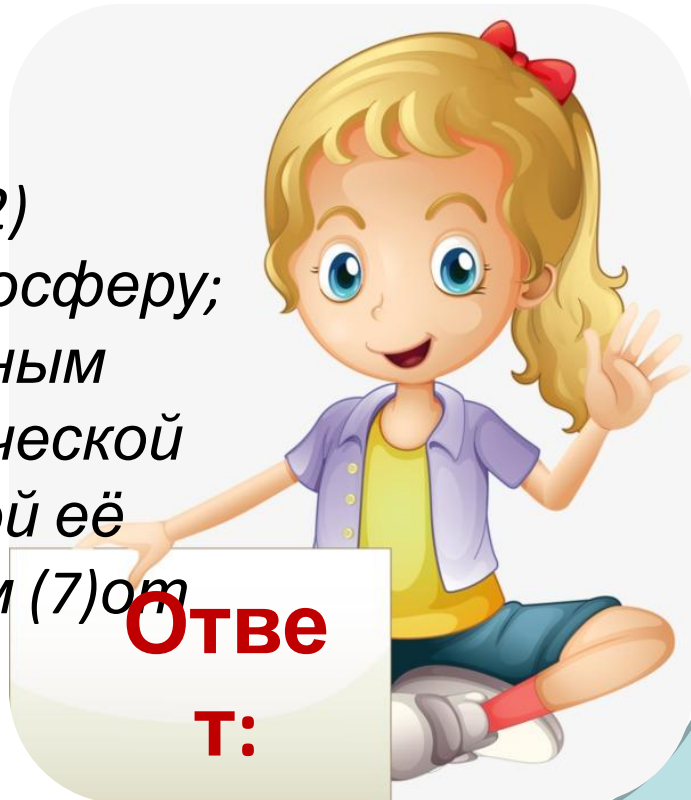 2)
осферу;
ным
ческой
ой её
м (7)от
Отве
т: